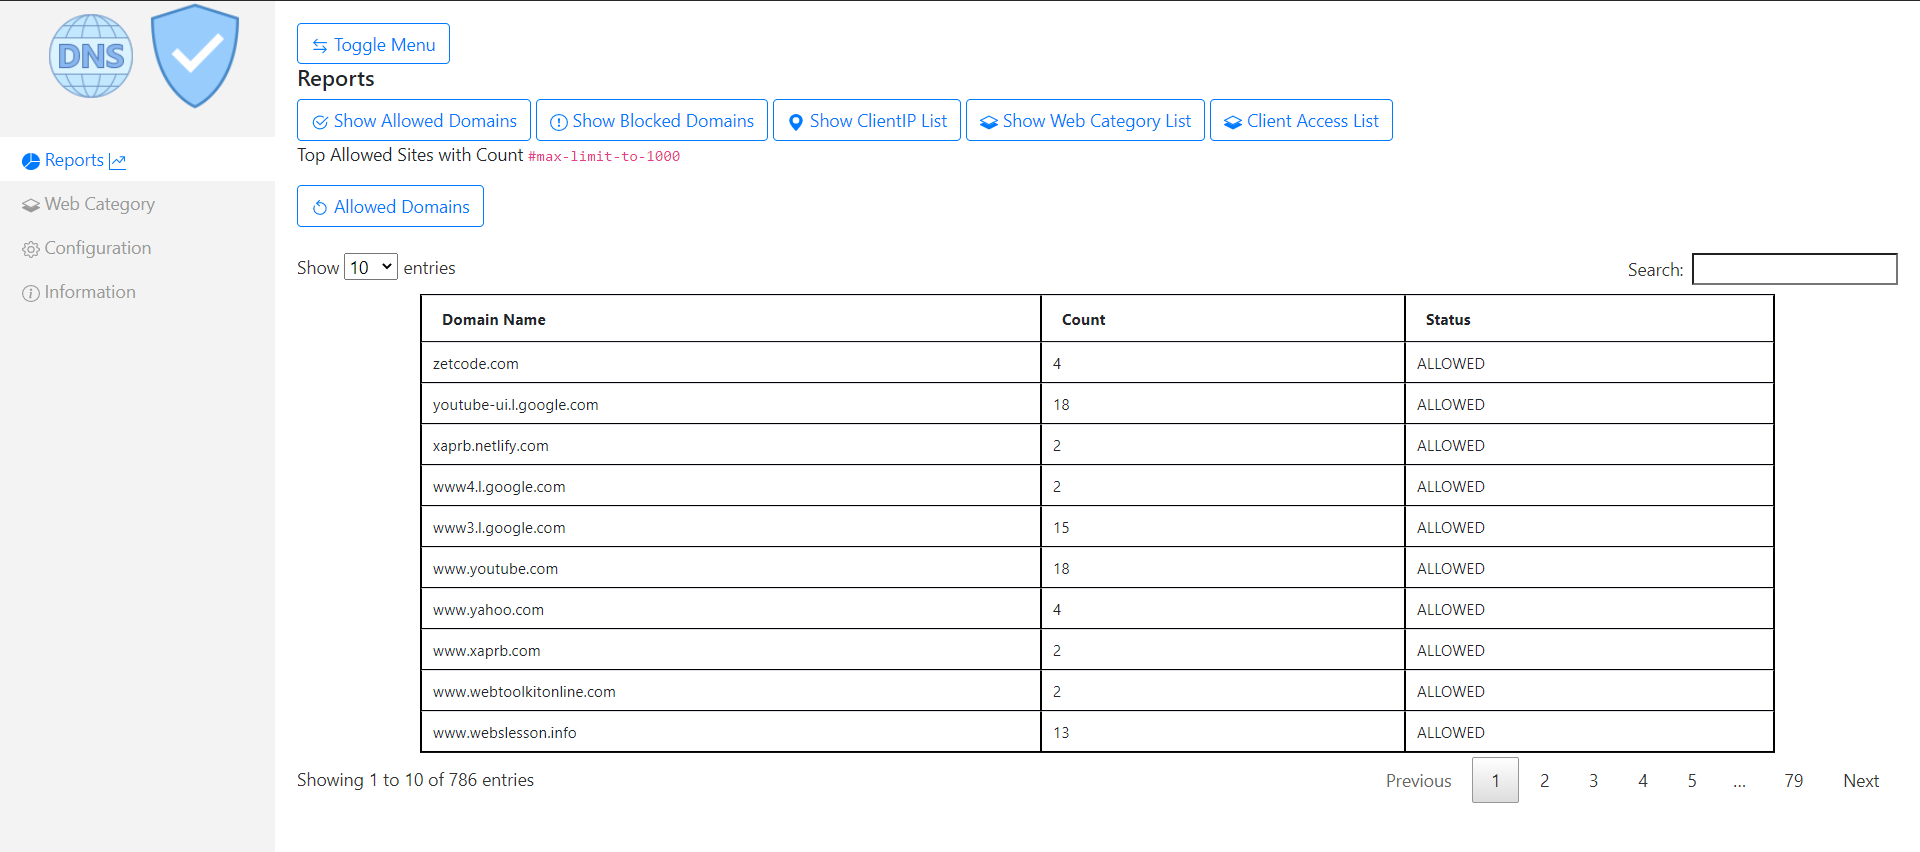 DNS
Toggle Menu
Reports
Show Allowed Domains Show Blocked Domains Show ClientIP List Show Web Category List Client Access List
Top Allowed Sites with Count #max-limit-to-1000
Reports
Web Category
Configuration
Information
Allowed Domains
Show 10 entries Search:
Domain Name Count Status
zetcode.com 4 ALLOWED
youtube-ui.l.google.com 18 ALLOWED
xaprb.netlify.com 2 ALLOWED
www4.l.google.com 2 ALLOWED
www3.l.google.com 15 ALLOWED
www.youtube.com 18 ALLOWED
www.yahoo.com 4 ALLOWED
www.xaprb.com 2 ALLOWED
www.webtoolkitonline.com 2 ALLOWED
www.webslesson.info 13 ALLOWED
Showing 1 to 10 of 786 entries Previous 1 2 3 4 5 … 79 Next